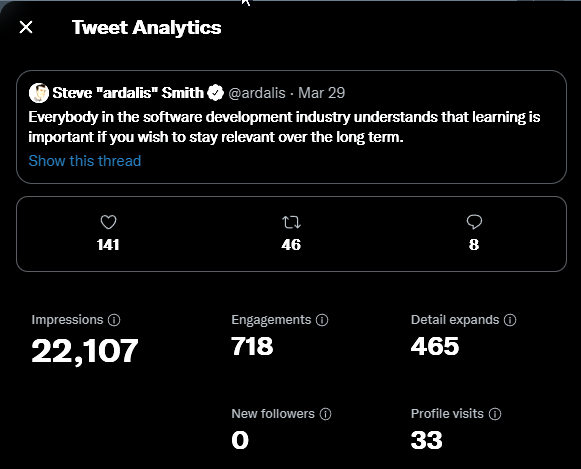 Tweet Analytics
Steve "ardalis" Smith @ardalis · Mar 29
Everybody in the software development industry understands that learning is
important if you wish to stay relevant over the long term.
Show this thread
141 46 8
Impressions Engagements Detail expands
22,107 718 465
New followers Profile visits
0 33